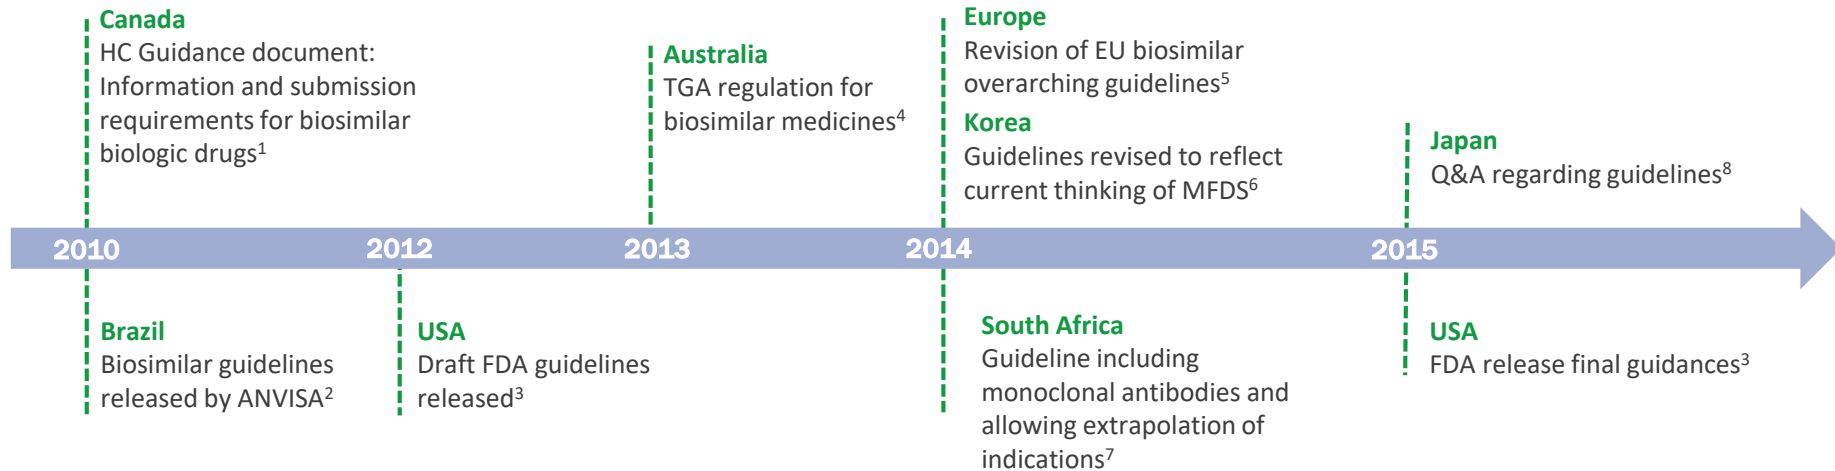 Canada
HC Guidance document:
Information and submission
requirements for biosimilar
biologic drugs¹
Australia
TGA regulation for
biosimilar medicines⁴
Europe
Revision of EU biosimilar
overarching guidelines⁵
Korea
Guidelines revised to reflect
current thinking of MFDS⁶
Japan
Q&A regarding guidelines⁸
2010
2012
2013
2014
2015
Brazil
Biosimilar guidelines
released by ANVISA²
USA
Draft FDA guidelines
released³
South Africa
Guideline including
monoclonal antibodies and
allowing extrapolation of
indications⁷
USA
FDA release final guidances³